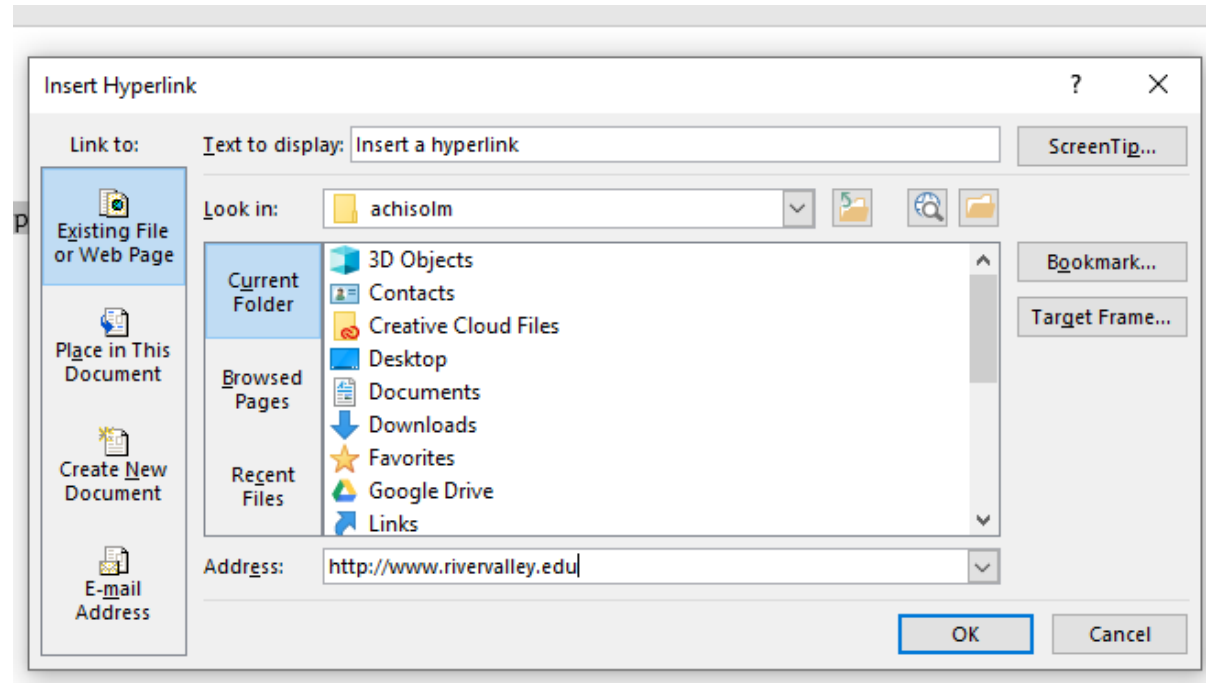 Insert Hyperlink
?
Link to:
Text to display: Insert a hyperlink
ScreenTip...
p
Existing File
or Web Page
Look in:
achisolm
Current
Folder
3D Objects
Contacts
Creative Cloud Files
Desktop
Documents
Downloads
Favorites
Google Drive
Links
Bookmark...
Target Frame...
Place in This
Document
Browsed
Pages
Create New
Document
Recent
Files
E-mail
Address
Address:
http://www.rivervalley.edu
OK
Cancel